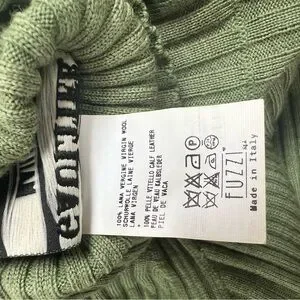 100% LANA VERGINE VIRGIN WOOL
SCHURWOLLE LAINE VIERGE
LANA VIRGEN
100% PELLE VITELLO CALF LEATHER
PEAU DE VEAU KALBSLEDER
PIEL DE VACA
P
FUZZI
Made in Italy